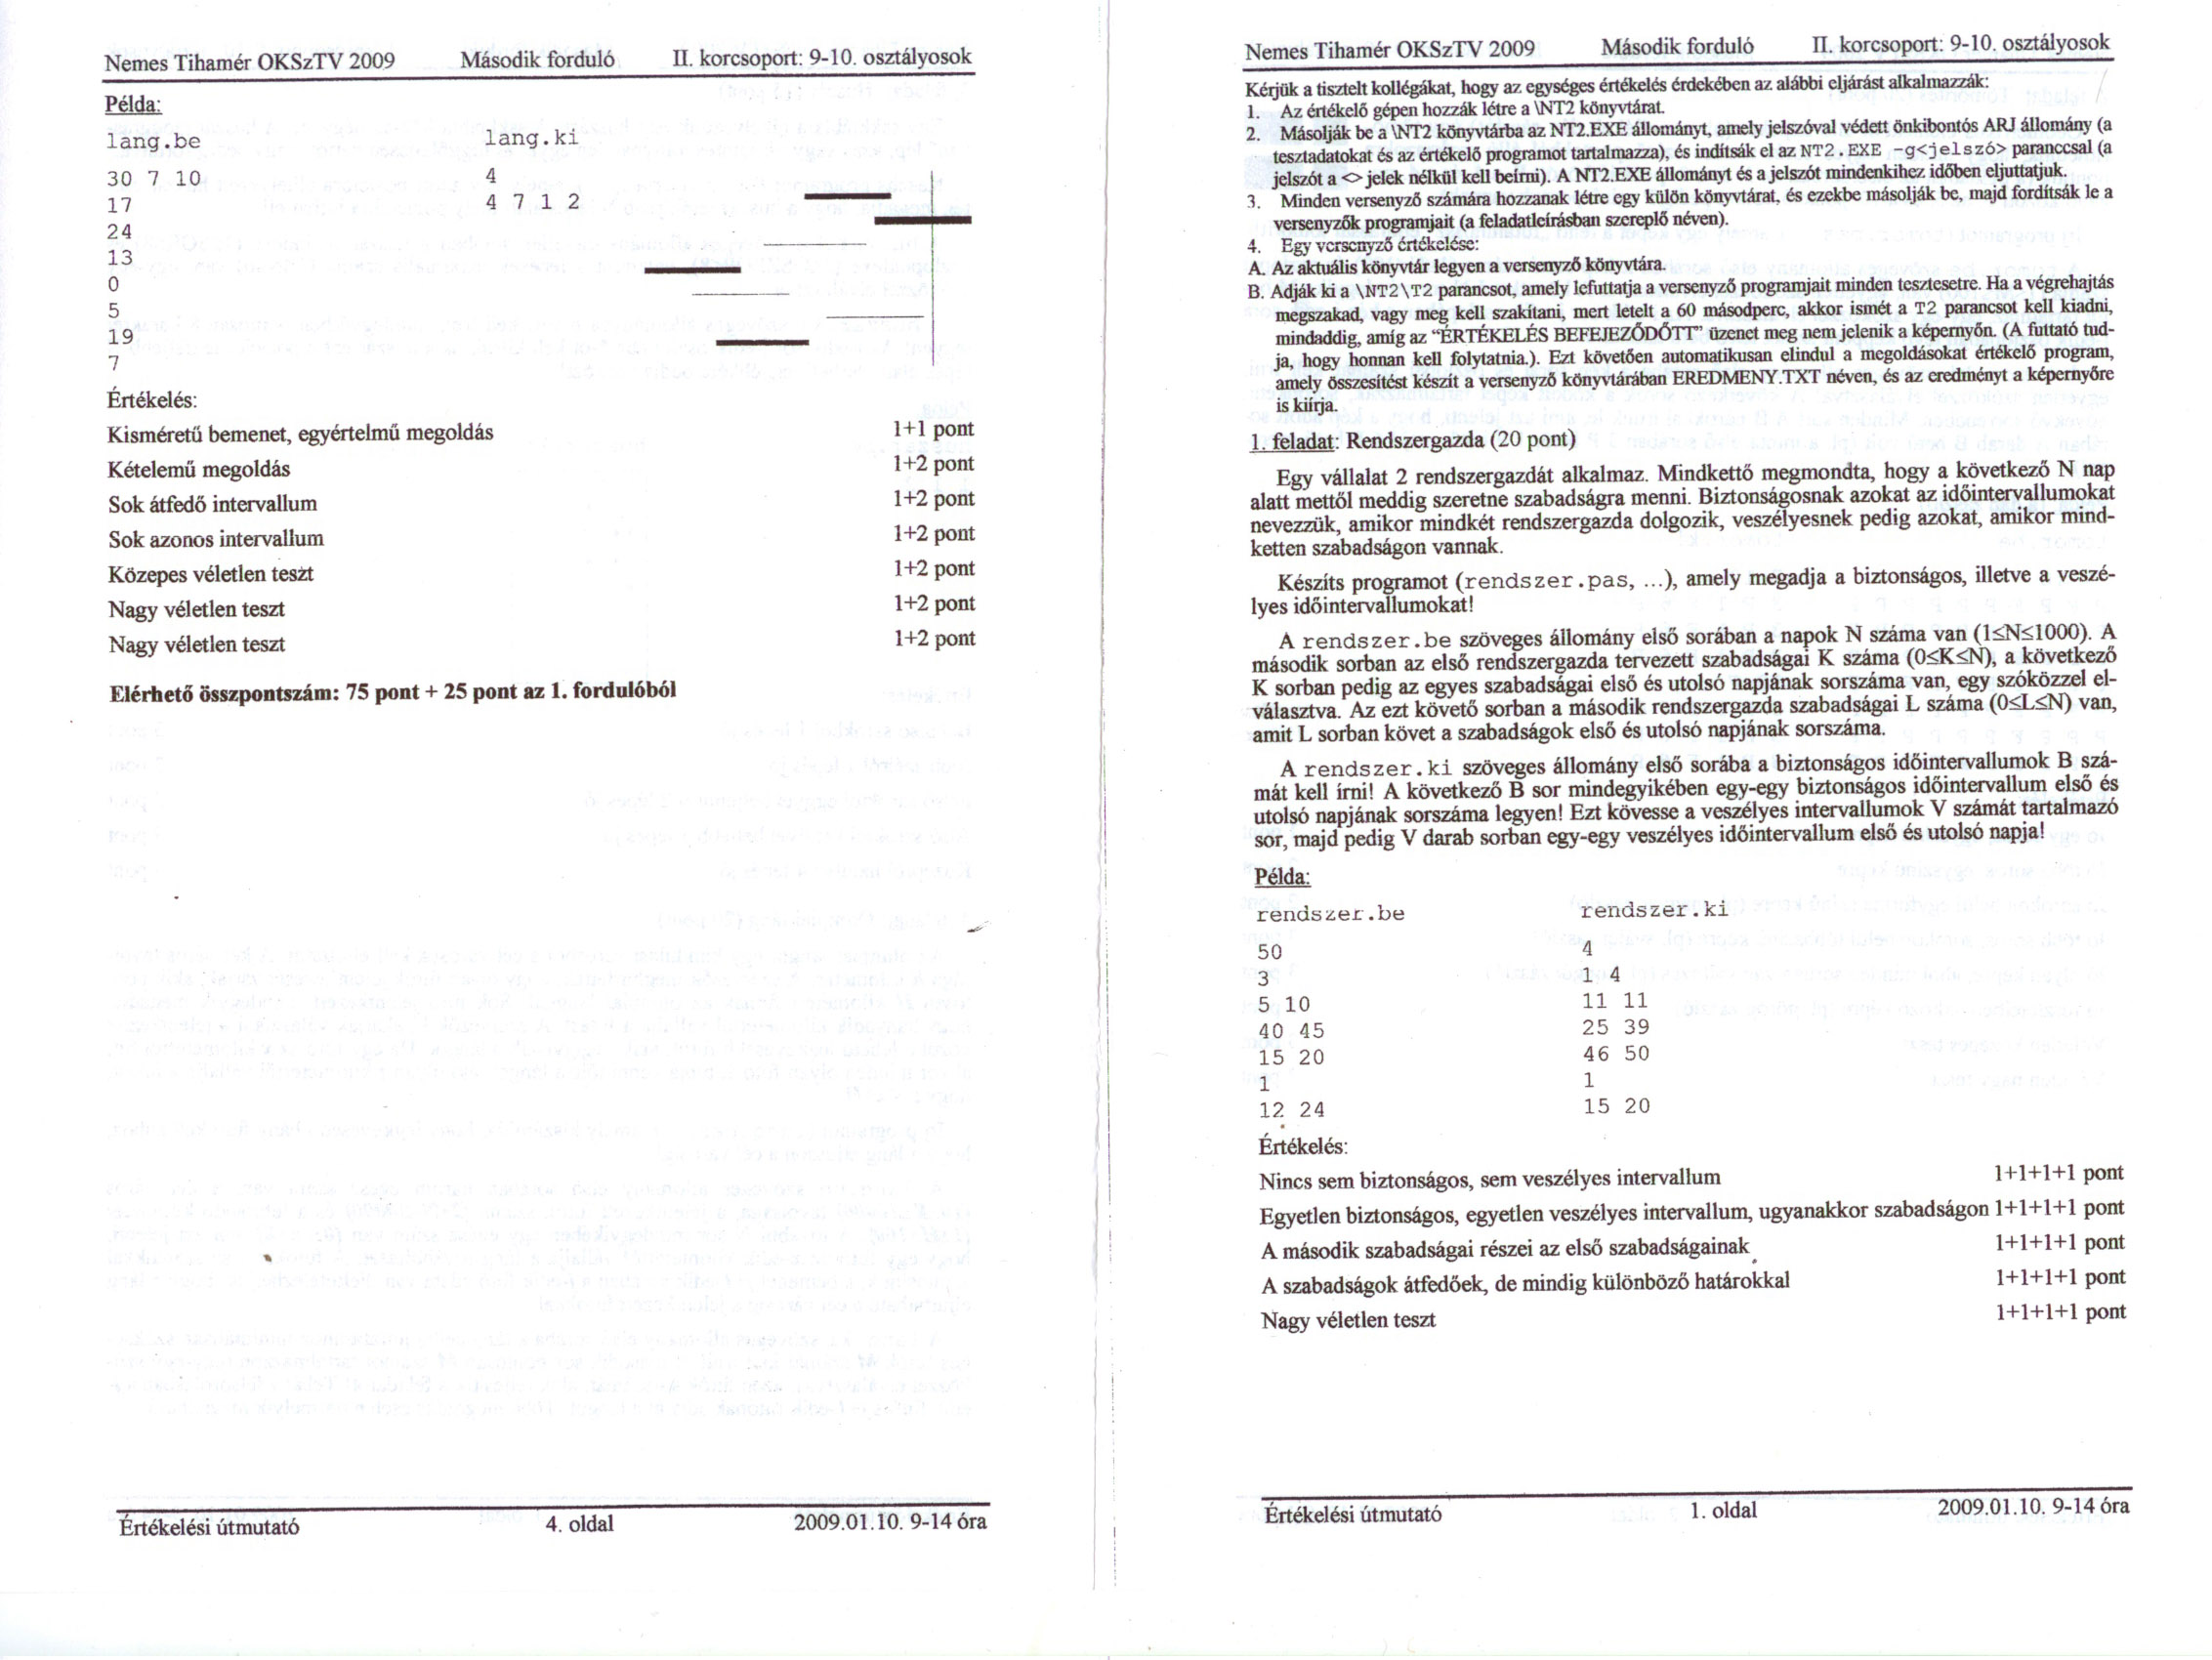 Nemes Tihamér OKSzTV 2009 Második forduló II. korcsoport: 9-10. osztályosok
Példa:
lang.be lang.ki
30 7 10 4
17 4 7 1 2
24
13
0
5
19
7
Értékelés:
Kisméretű bemenet, egyértelmű megoldás 1+1 pont
Kételemű megoldás 1+2 pont
Sok átfedő intervallum 1+2 pont
Sok azonos intervallum 1+2 pont
Közepes véletlen teszt 1+2 pont
Nagy véletlen teszt 1+2 pont
Nagy véletlen teszt 1+2 pont
Elérhető összpontszám: 75 pont + 25 pont az 1. fordulóból
Értékelési útmutató 4. oldal 2009.01.10. 9-14 óra
Nemes Tihamér OKSzTV 2009 Második forduló II. korcsoport: 9-10. osztályosok
Kérjük a tisztelt kollégákat, hogy az egységes értékelés érdekében az alábbi eljárást alkalmazzák:
1. Az értékelő gépen hozzák létre a \NT2 könyvtárat.
2. Másolják be a \NT2 könyvtárba az NT2.EXE állományt, amely jelszóval védett önkibontós ARJ állomány (a
tesztadatokat és az értékelő programot tartalmazza), és indítsák el az NT2.EXE -g<jelszó> paranccsal (a
jelszót a <> jelek nélkül kell beírni). A NT2.EXE állományt és a jelszót mindenkihez időben eljuttatjuk.
3. Minden versenyző számára hozzanak létre egy külön könyvtárat, és ezekbe másolják be, majd fordítsák le a
versenyzők programjait (a feladatleírásban szereplő néven).
4. Egy versenyző értékelése:
A. Az aktuális könyvtár legyen a versenyző könyvtára.
B. Adják ki a \NT2\T2 parancsot, amely lefuttatja a versenyző programjait minden tesztesetre. Ha a végrehajtás
megszakad, vagy meg kell szakítani, mert letelt a 60 másodperc, akkor ismét a T2 parancsot kell kiadni,
mindaddig, amíg az "ÉRTÉKELÉS BEFEJEZŐDÖTT" üzenet meg nem jelenik a képernyőn. (A futtató tud-
ja, hogy honnan kell folytatnia.). Ezt követően automatikusan elindul a megoldásokat értékelő program,
amely összesítést készít a versenyző könyvtárában EREDMENY.TXT néven, és az eredményt a képernyőre
is kiírja.
1. feladat: Rendszergazda (20 pont)
Egy vállalat 2 rendszergazdát alkalmaz. Mindkettő megmondta, hogy a következő N nap
alatt mettől meddig szeretne szabadságra menni. Biztonságosnak azokat az időintervallumokat
nevezzük, amikor mindkét rendszergazda dolgozik, veszélyesnek pedig azokat, amikor mind-
ketten szabadságon vannak.
Készíts programot (rendszer.pas, ...), amely megadja a biztonságos, illetve a veszé-
lyes időintervallumokat!
A rendszer.be szöveges állomány első sorában a napok N száma van (1≤N≤1000). A
második sorban az első rendszergazda tervezett szabadságai K száma (0≤K≤N), a következő
K sorban pedig az egyes szabadságai első és utolsó napjának sorszáma van, egy szóközzel el-
választva. Az ezt követő sorban a második rendszergazda szabadságai L száma (0≤L≤N) van,
amit L sorban követ a szabadságok első és utolsó napjának sorszáma.
A rendszer.ki szöveges állomány első sorába a biztonságos időintervallumok B szá-
mát kell írni! A következő B sor mindegyikében egy-egy biztonságos időintervallum első és
utolsó napjának sorszáma legyen! Ezt kövesse a veszélyes intervallumok V számát tartalmazó
sor, majd pedig V darab sorban egy-egy veszélyes időintervallum első és utolsó napja!
Példa:
rendszer.be rendszer.ki
50 4
3 1 4
5 10 11 11
40 45 25 39
15 20 46 50
1 1
12 24 15 20
Értékelés:
Nincs sem biztonságos, sem veszélyes intervallum 1+1+1+1 pont
Egyetlen biztonságos, egyetlen veszélyes intervallum, ugyanakkor szabadságon 1+1+1+1 pont
A második szabadságai részei az első szabadságainak 1+1+1+1 pont
A szabadságok átfedőek, de mindig különböző határokkal 1+1+1+1 pont
Nagy véletlen teszt 1+1+1+1 pont
Értékelési útmutató 1. oldal 2009.01.10. 9-14 óra